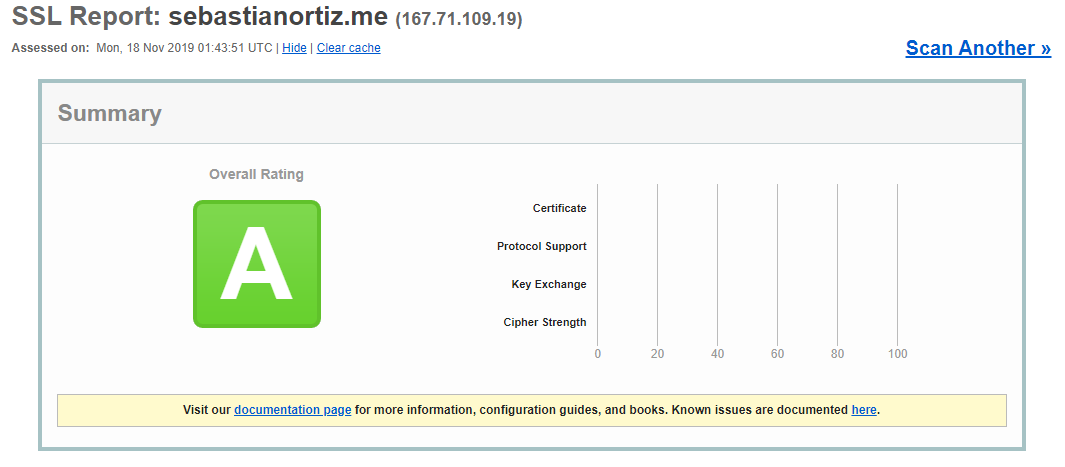 SSL Report: sebastianortiz.me (167.71.109.19)
Assessed on: Mon, 18 Nov 2019 01:43:51 UTC | Hide | Clear cache
Scan Another »
Summary
Overall Rating
A
Certificate
Protocol Support
Key Exchange
Cipher Strength
0 20 40 60 80 100
Visit our documentation page for more information, configuration guides, and books. Known issues are documented here.